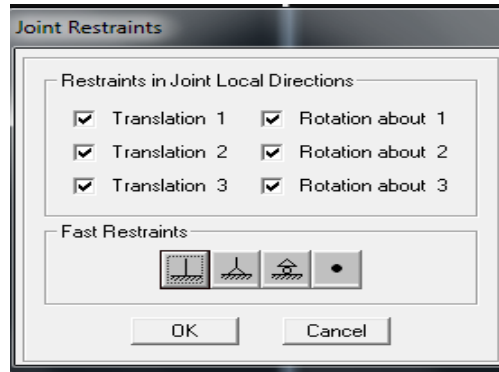 Joint Restraints
Restraints in Joint Local Directions
Translation 1 Rotation about 1
Translation 2 Rotation about 2
Translation 3 Rotation about 3
Fast Restraints
OK Cancel